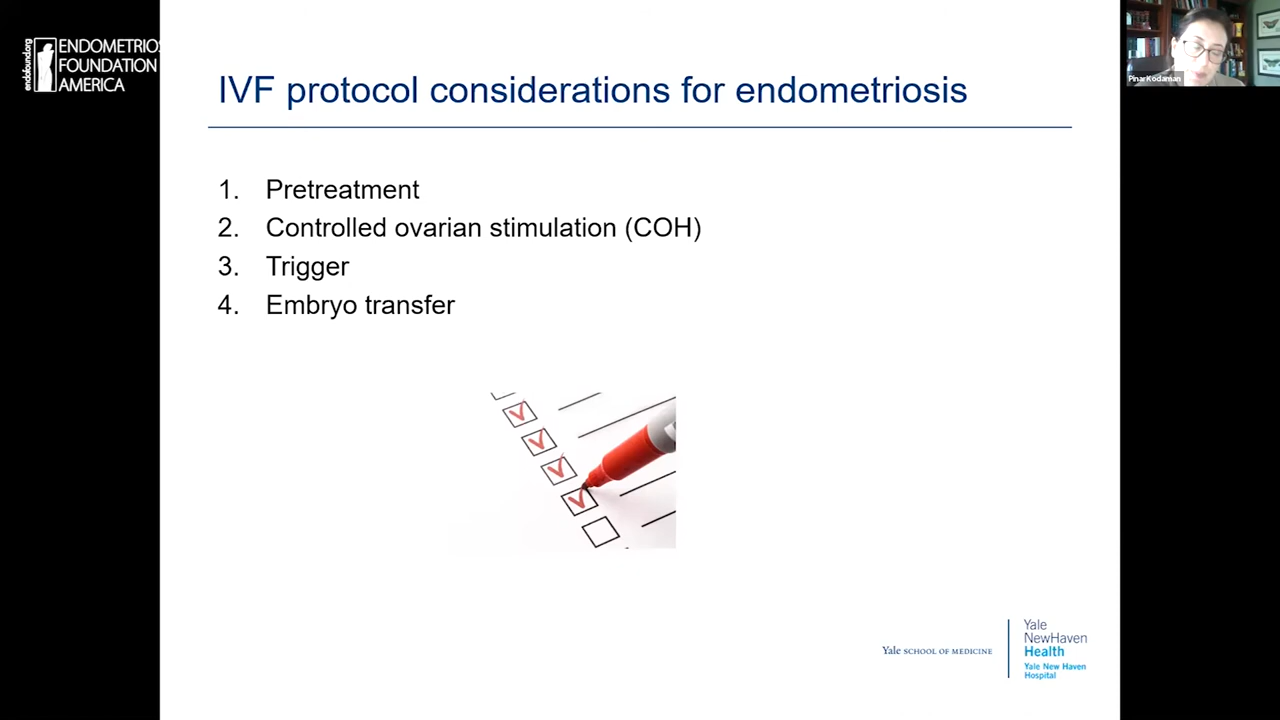 endofound.org
ENDOMETRIOS
FOUNDATION
AMERICA
Pinar Kodaman
IVF protocol considerations for endometriosis
1. Pretreatment
2. Controlled ovarian stimulation (COH)
3. Trigger
4. Embryo transfer
Yale SCHOOL OF MEDICINE
Yale
NewHaven
Health
Yale New Haven
Hospital